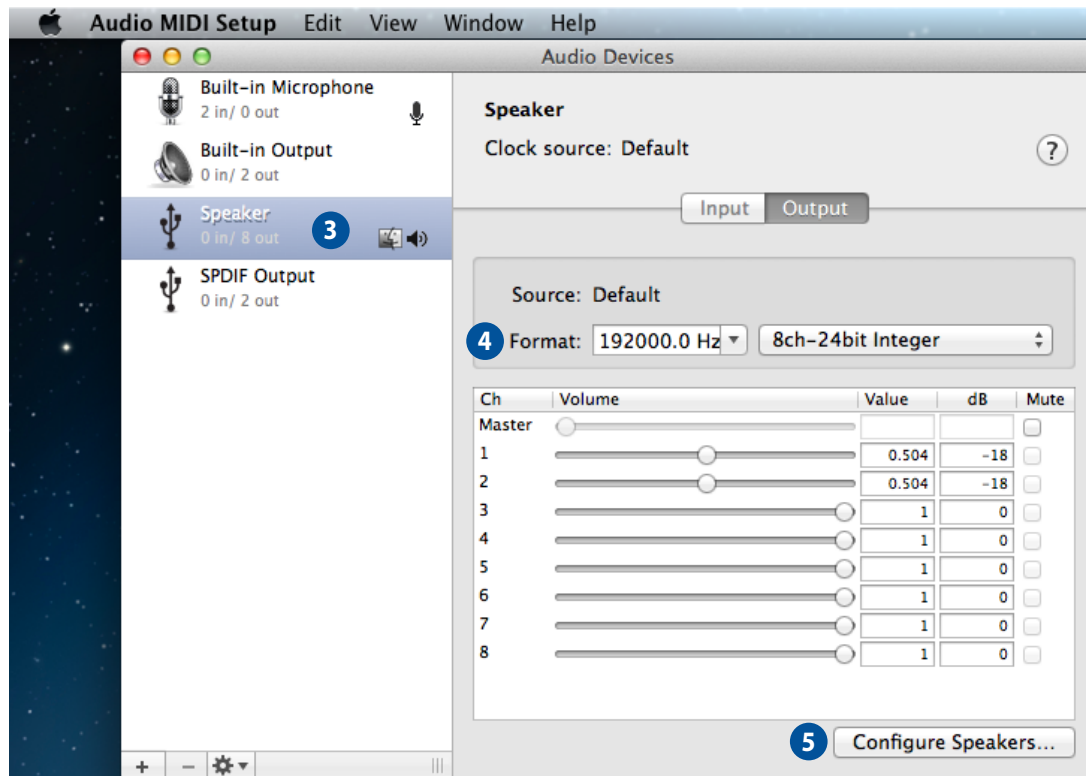 Audio MIDI Setup Edit View Window Help
Audio Devices
Built-in Microphone
2 in/ 0 out
Built-in Output
0 in/ 2 out
Speaker
0 in/ 8 out
3
SPDIF Output
0 in/ 2 out
+ −
Speaker
Clock source: Default
?
Input Output
Source: Default
4 Format: 192000.0 Hz 8ch-24bit Integer
Ch Volume Value dB Mute
Master
1 0.504 -18
2 0.504 -18
3 1 0
4 1 0
5 1 0
6 1 0
7 1 0
8 1 0
5 Configure Speakers...